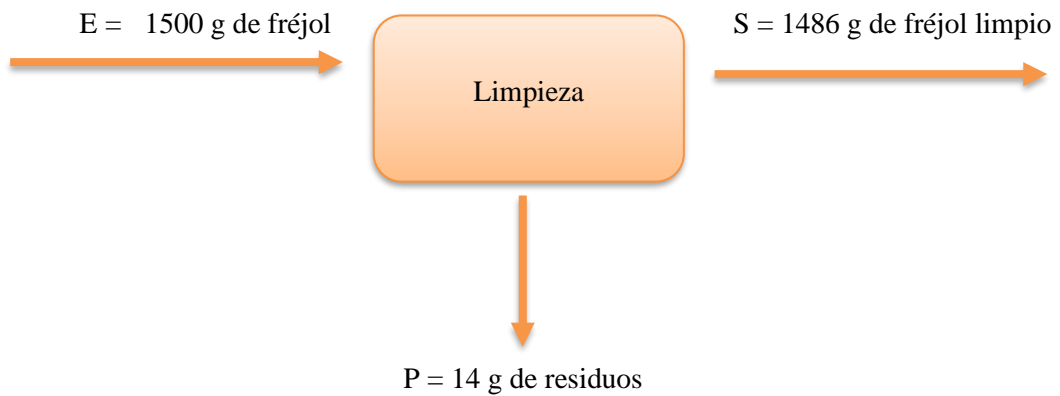 E = 1500 g de fréjol
S = 1486 g de fréjol limpio
Limpieza
P = 14 g de residuos